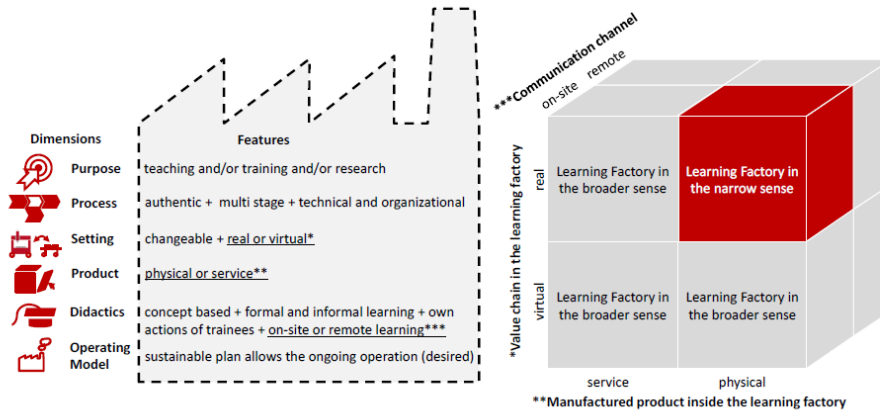 Dimensions
Features
Purpose
teaching and/or training and/or research
Process
authentic + multi stage + technical and organizational
Setting
changeable + real or virtual*
Product
physical or service**
Didactics
concept based + formal and informal learning + own
actions of trainees + on-site or remote learning***
Operating
Model
sustainable plan allows the ongoing operation (desired)
***Communication channel
on-site
remote
*Value chain in the learning factory
real
virtual
Learning Factory in
the broader sense
Learning Factory in
the narrow sense
Learning Factory in
the broader sense
Learning Factory in
the broader sense
service
physical
**Manufactured product inside the learning factory